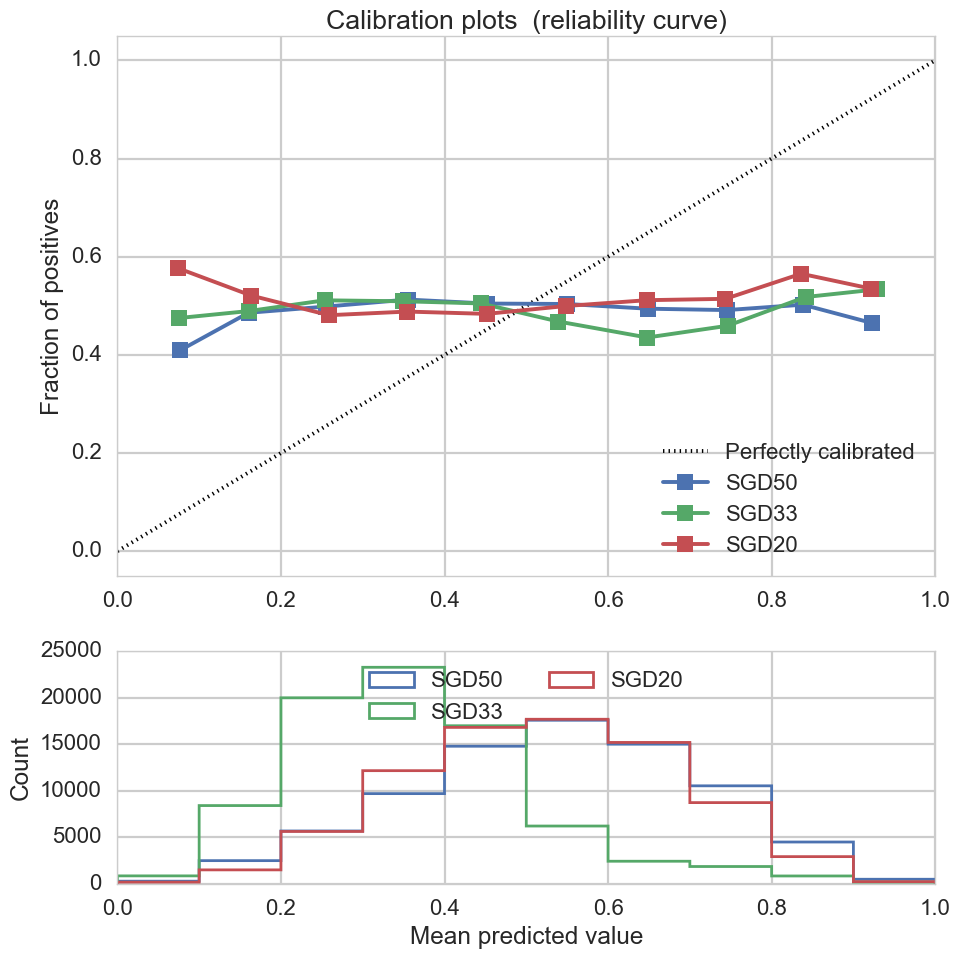 Calibration plots  (reliability curve)
1.0
0.8
0.6
0.4
0.2
0.0
Fraction of positives
Perfectly calibrated
SGD50
SGD33
SGD20
0.0 0.2 0.4 0.6 0.8 1.0
25000
20000
15000
10000
5000
0
Count
SGD50 SGD20
SGD33
0.0 0.2 0.4 0.6 0.8 1.0
Mean predicted value